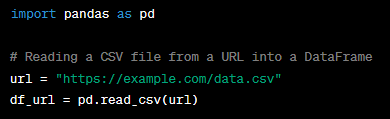 import pandas as pd
# Reading a CSV file from a URL into a DataFrame
url = "https://example.com/data.csv"
df_url = pd.read_csv(url)